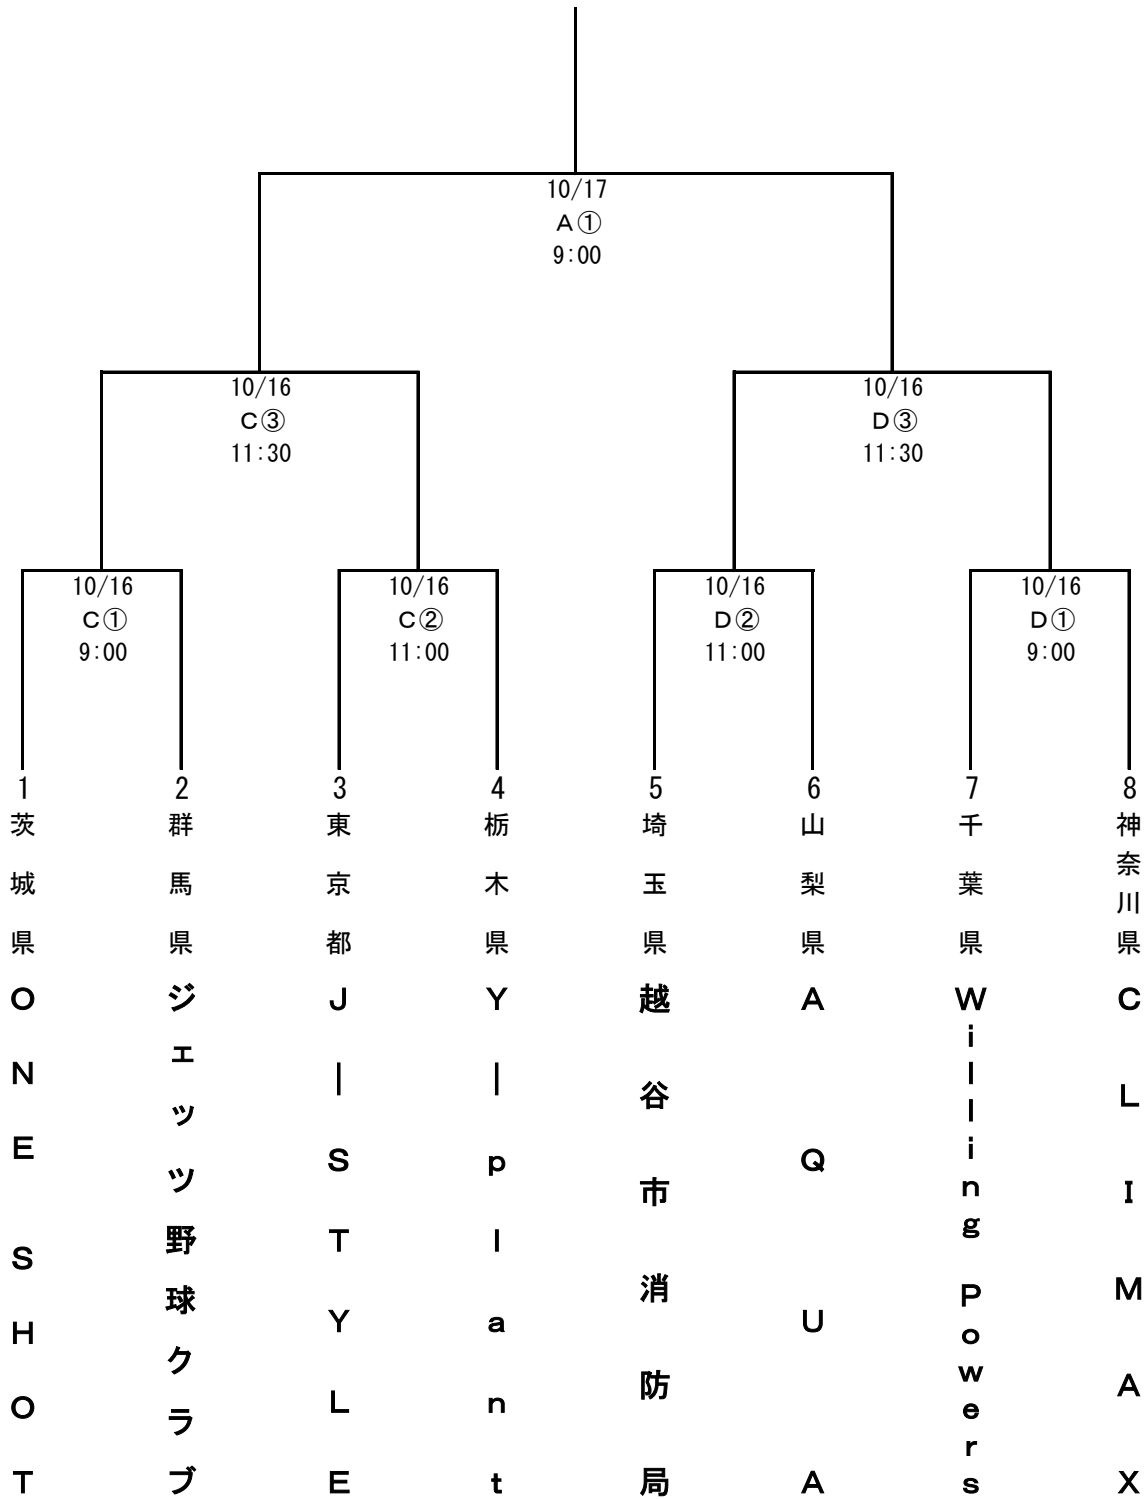 10/17
A①
9:00
10/16
C③
11:30
10/16
D③
11:30
10/16
C①
9:00
10/16
C②
11:00
10/16
D②
11:00
10/16
D①
9:00
1
茨城県
ONE SHOT
2
群馬県
ジェッツ野球クラブ
3
東京都
J－STYLE
4
栃木県
Y－plant
5
埼玉県
越谷市消防局
6
山梨県
AQUA
7
千葉県
Willing Powers
8
神奈川県
CLIMAX